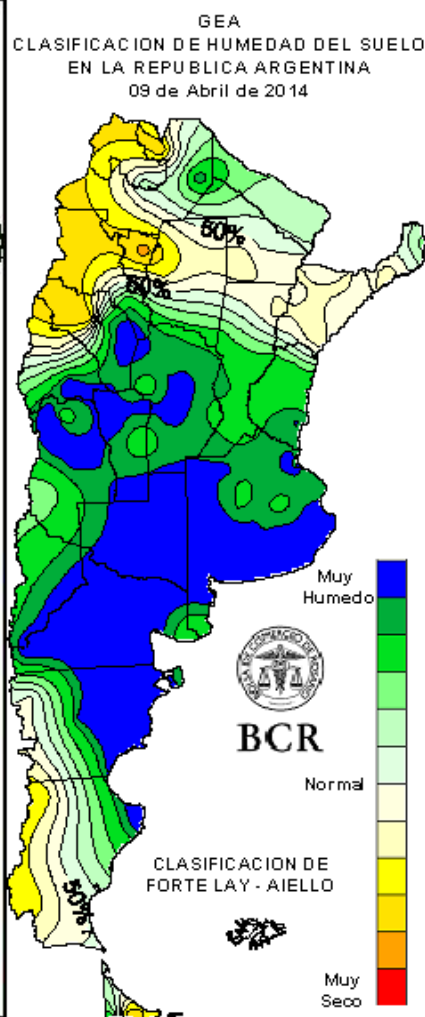 GEA
CLASIFICACION DE HUMEDAD DEL SUELO
EN LA REPUBLICA ARGENTINA
09 de Abril de 2014
50%
50%
Muy
Humedo
BCR
Normal
CLASIFICACION DE
FORTE LAY - AIELLO
50%
Muy
Seco